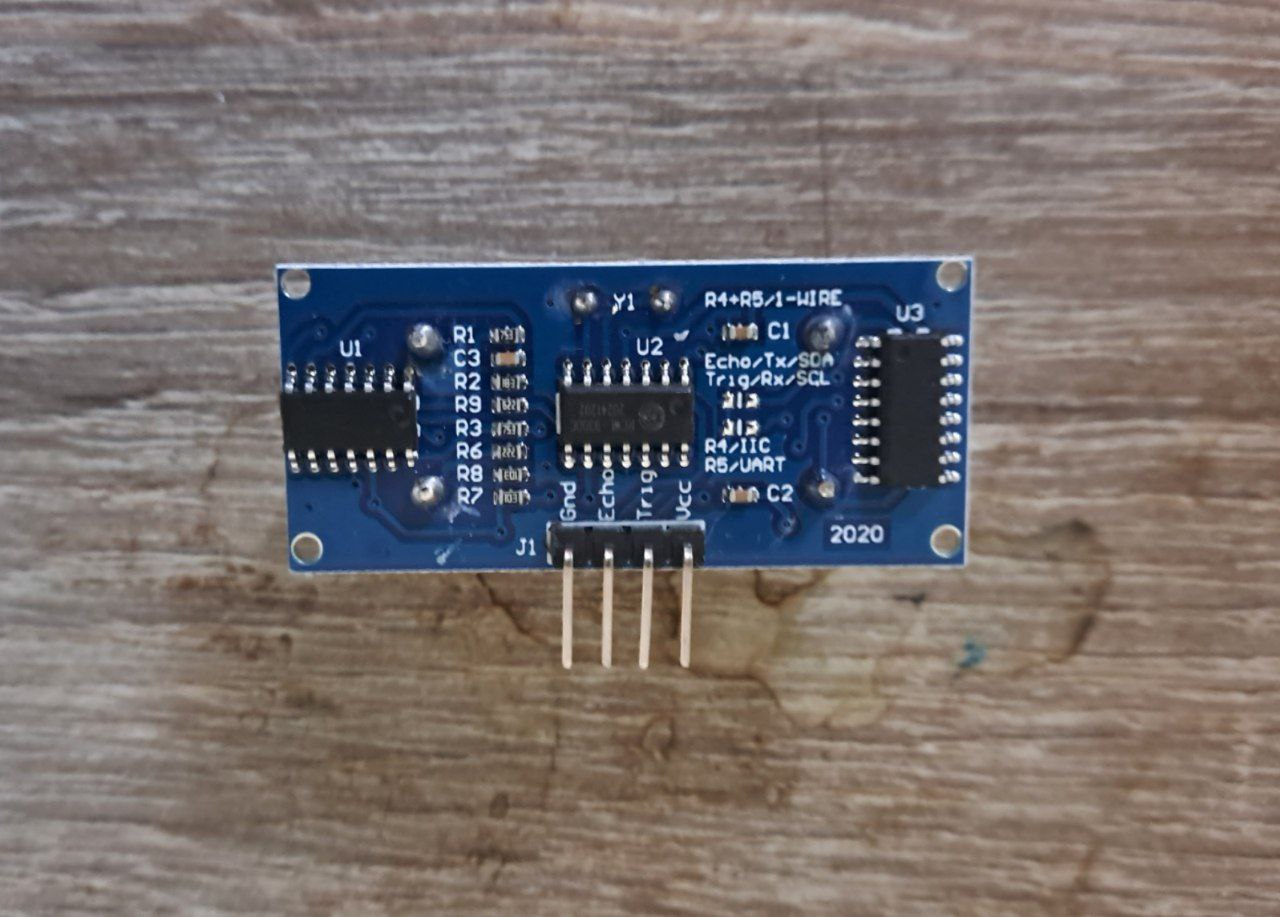 Y1
R4+R5/1-WIRE
U3
R1
C1
U1
U2
C3
Echo/Tx/SDA
R2
Trig/Rx/SCL
R9
R3
R6
R4/IIC
R8
R5/UART
R7
C2
Gnd
Echo
Trig
Vcc
2020
J1